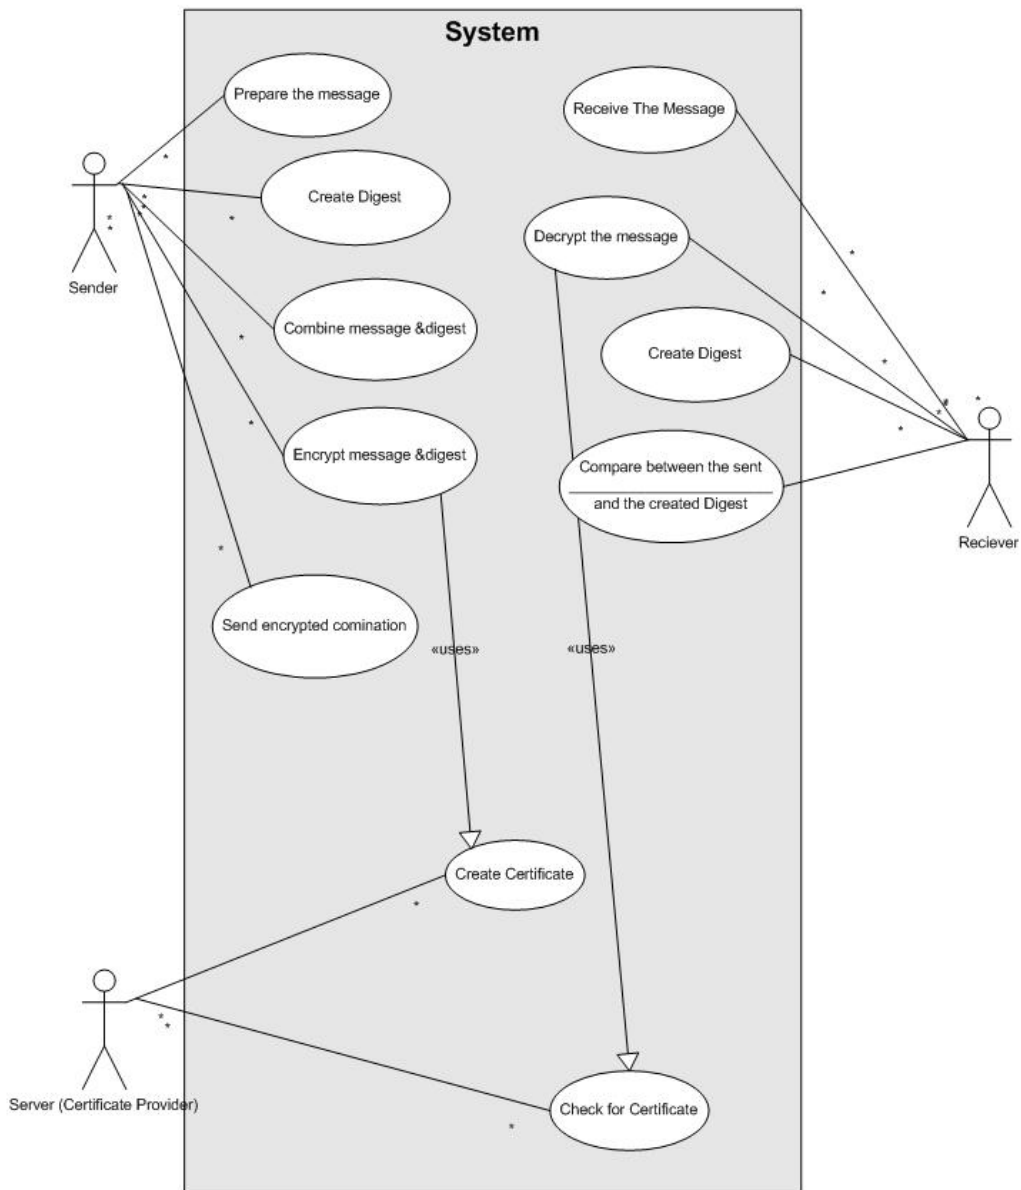 System
Prepare the message
Receive The Message
Create Digest
Decrypt the message
Sender
Combine message &digest
Create Digest
Encrypt message &digest
Compare between the sent
and the created Digest
Reciever
Send encrypted comination
«uses»
«uses»
Create Certificate
Server (Certificate Provider)
Check for Certificate